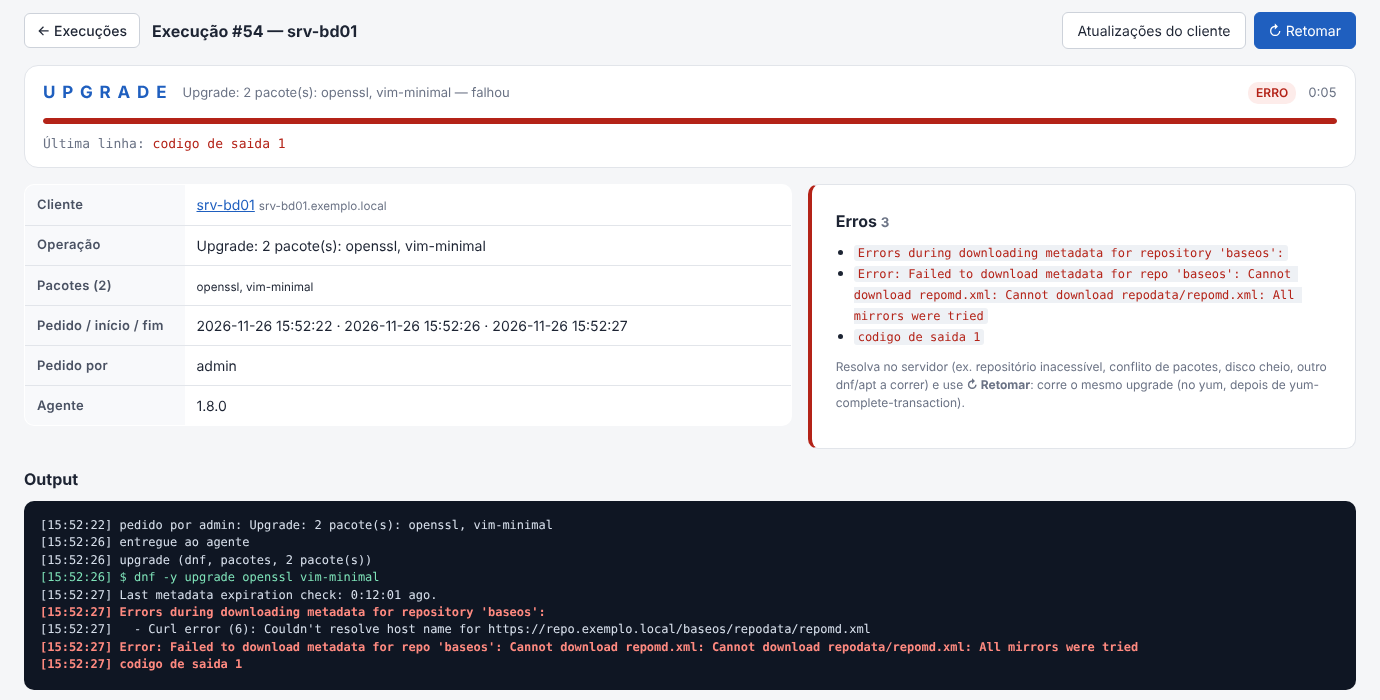 ← Execuções
Execução #54 — srv-bd01
Atualizações do cliente
↻ Retomar
UPGRADE
Upgrade: 2 pacote(s): openssl, vim-minimal — falhou
ERRO
0:05
Última linha: codigo de saida 1
Cliente
srv-bd01 srv-bd01.exemplo.local
Operação
Upgrade: 2 pacote(s): openssl, vim-minimal
Pacotes (2)
openssl, vim-minimal
Pedido / início / fim
2026-11-26 15:52:22 · 2026-11-26 15:52:26 · 2026-11-26 15:52:27
Pedido por
admin
Agente
1.8.0
Erros 3
Errors during downloading metadata for repository 'baseos':
Error: Failed to download metadata for repo 'baseos': Cannot
download repomd.xml: Cannot download repodata/repomd.xml: All
mirrors were tried
codigo de saida 1
Resolva no servidor (ex. repositório inacessível, conflito de pacotes, disco cheio, outro
dnf/apt a correr) e use ↻ Retomar: corre o mesmo upgrade (no yum, depois de yum-
complete-transaction).
Output
[15:52:22] pedido por admin: Upgrade: 2 pacote(s): openssl, vim-minimal
[15:52:26] entregue ao agente
[15:52:26] upgrade (dnf, pacotes, 2 pacote(s))
[15:52:26] $ dnf -y upgrade openssl vim-minimal
[15:52:27] Last metadata expiration check: 0:12:01 ago.
[15:52:27] Errors during downloading metadata for repository 'baseos':
[15:52:27]   - Curl error (6): Couldn't resolve host name for https://repo.exemplo.local/baseos/repodata/repomd.xml
[15:52:27] Error: Failed to download metadata for repo 'baseos': Cannot download repomd.xml: Cannot download repodata/repomd.xml: All mirrors were tried
[15:52:27] codigo de saida 1